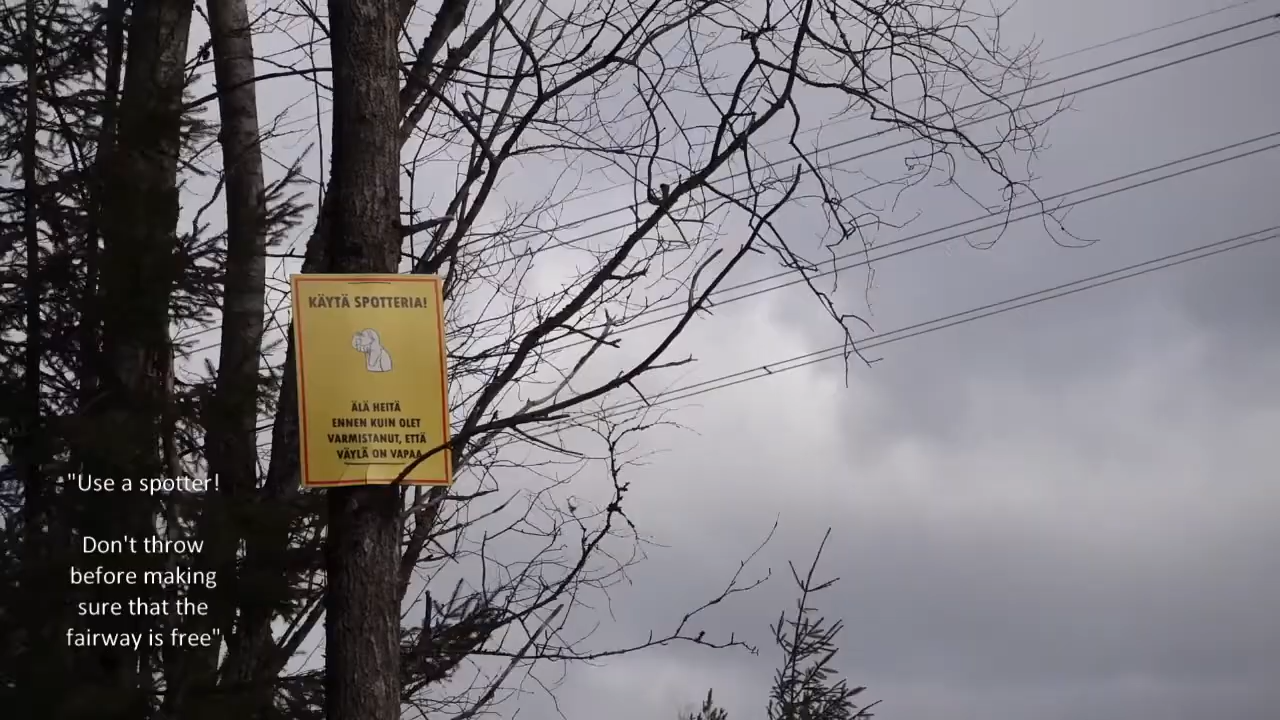 KÄYTÄ SPOTTERIA!
ÄLÄ HEITÄ
ENNEN KUIN OLET
VARMISTANUT, ETTÄ
VÄYLÄ ON VAPAA
"Use a spotter!
Don't throw
before making
sure that the
fairway is free"